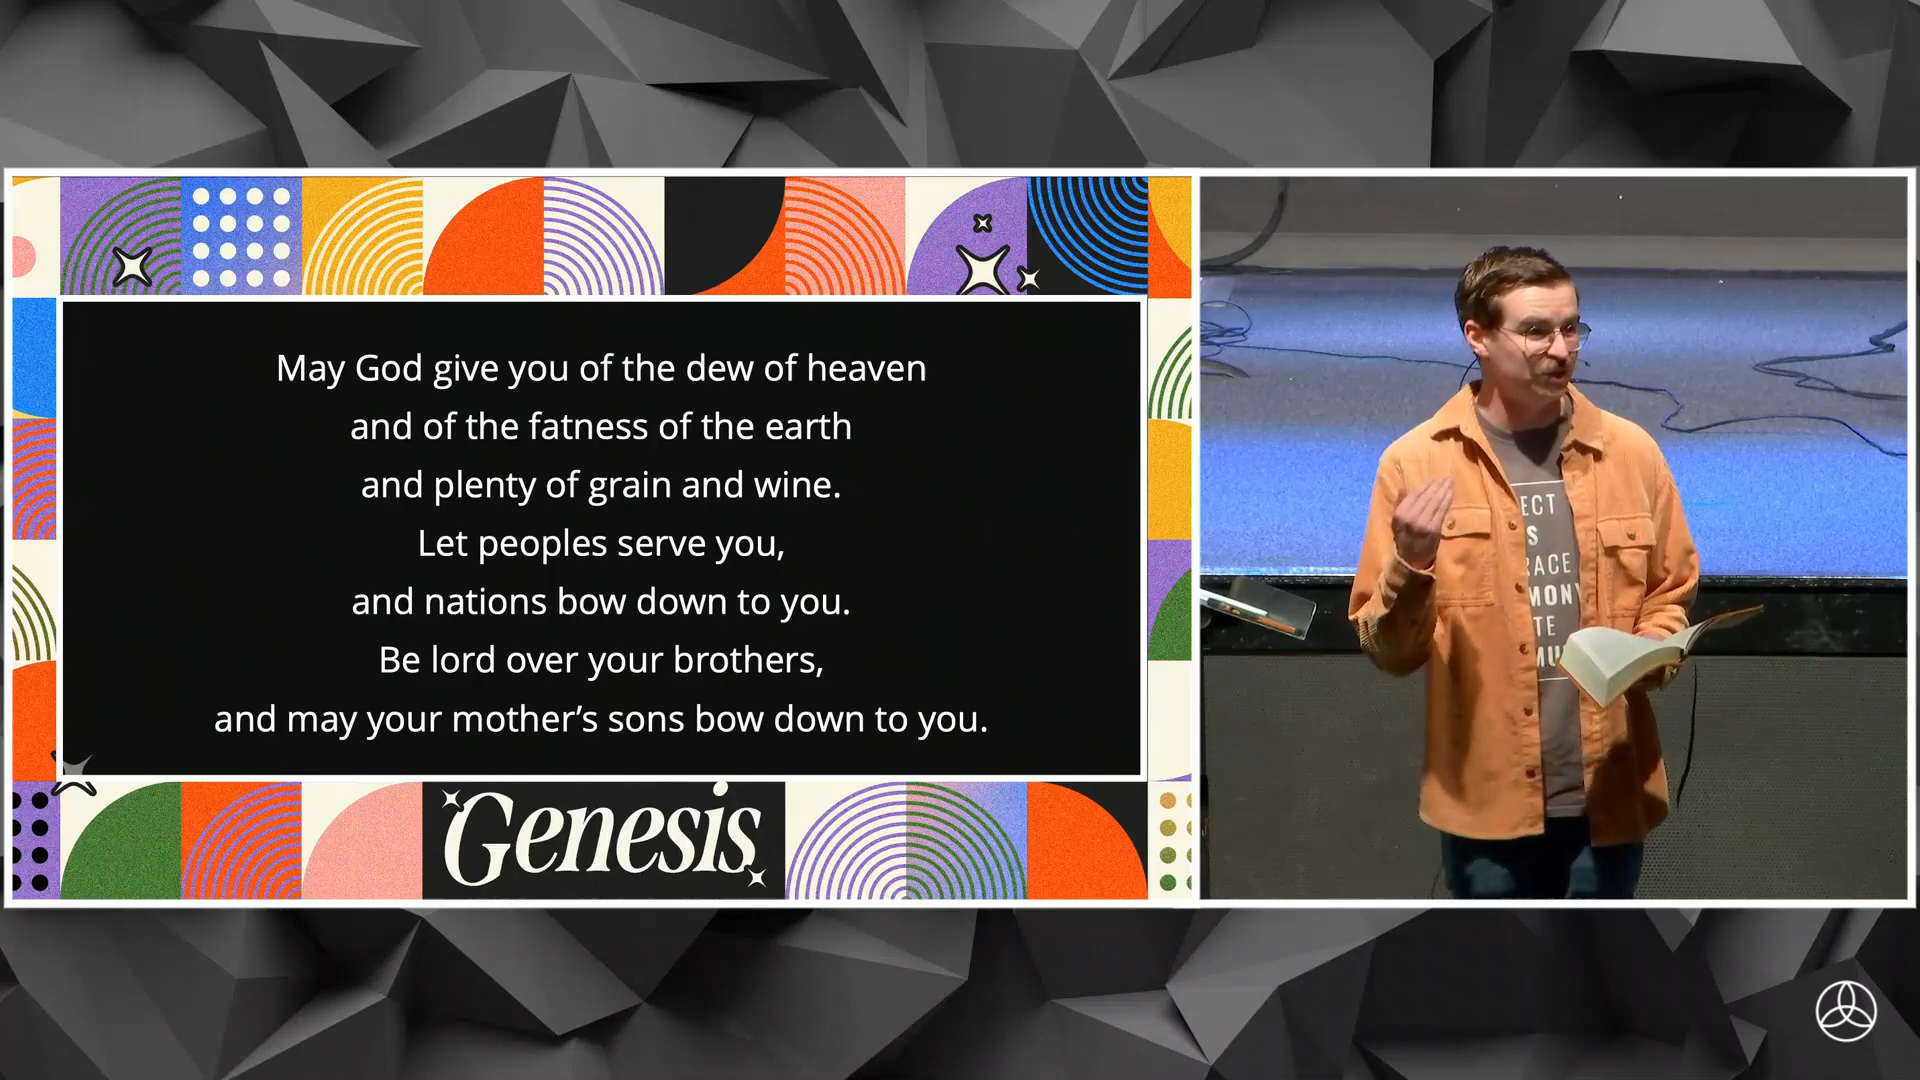 May God give you of the dew of heaven
and of the fatness of the earth
and plenty of grain and wine.
Let peoples serve you,
and nations bow down to you.
Be lord over your brothers,
and may your mother’s sons bow down to you.
Genesis